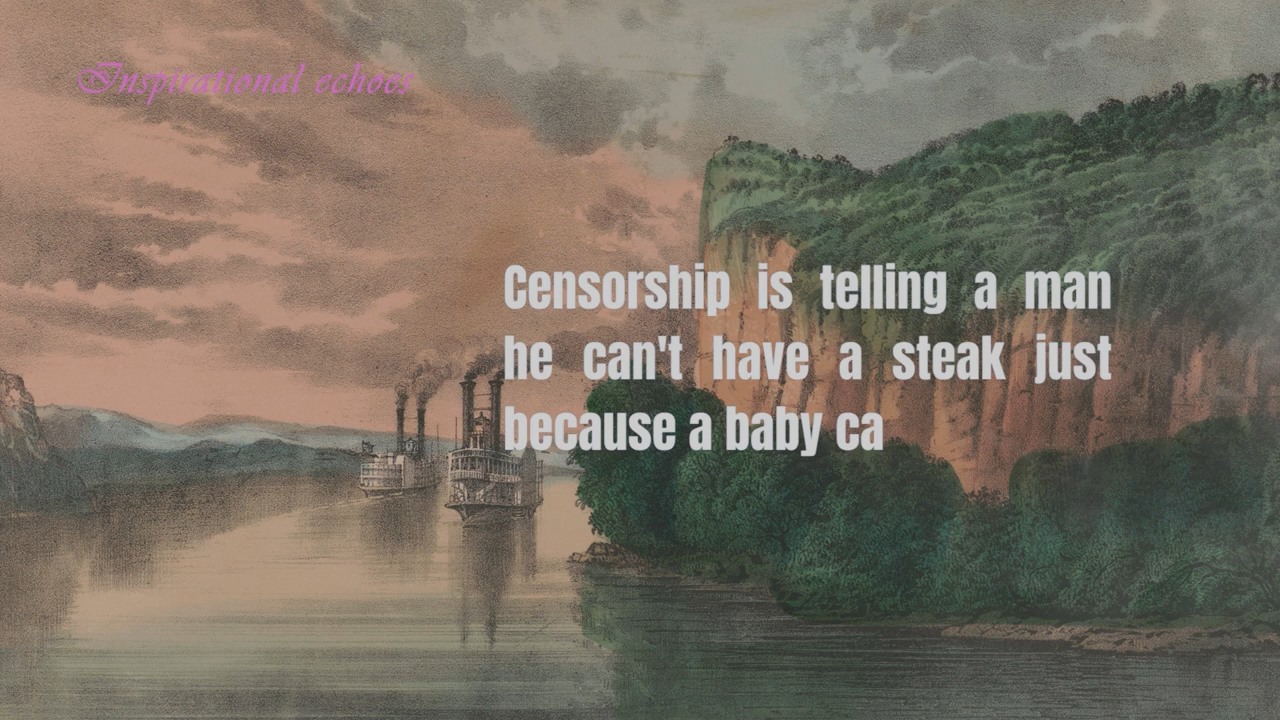 Inspirational echoes
Censorship is telling a man
he can't have a steak just
because a baby ca